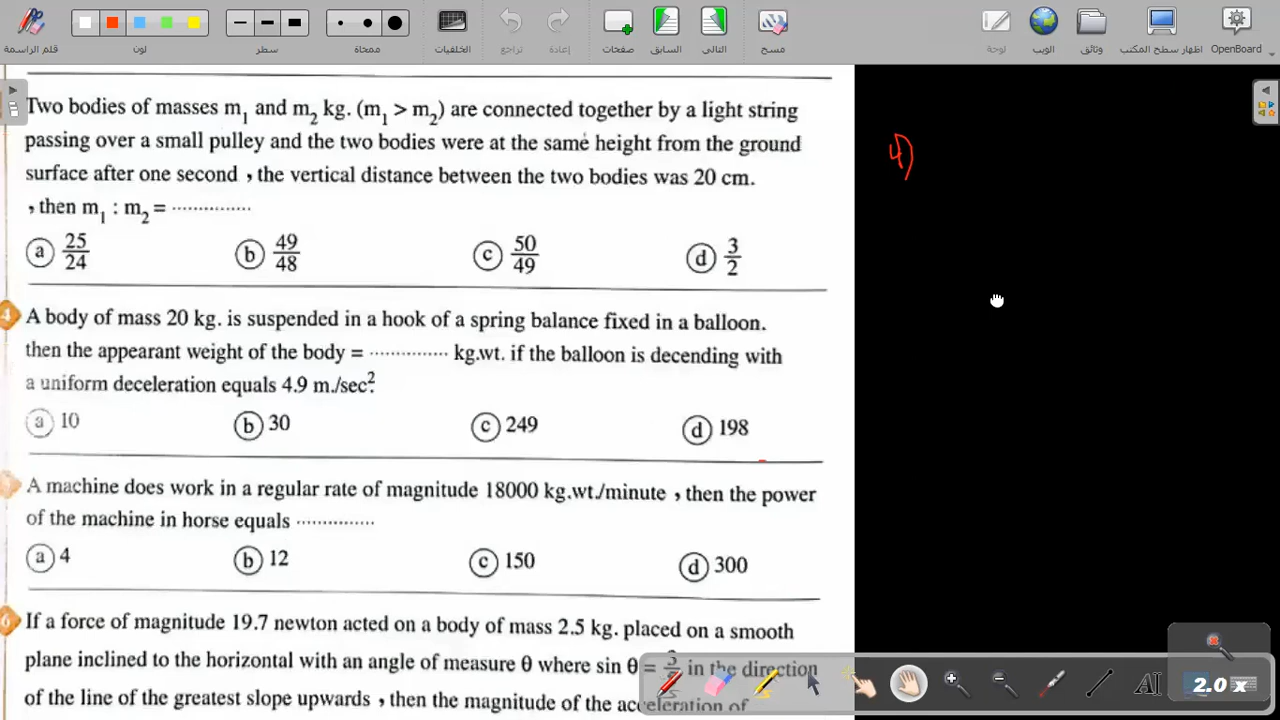 قلم الراسمة
لون
سطر
ممحاة
الخلفيات
تراجع
إعادة
صفحات
السابق
التالي
مسح
لوحة
الويب
وثائق
اظهار سطح المكتب
OpenBoard
Two bodies of masses m₁ and m₂ kg. (m₁ > m₂) are connected together by a light string
passing over a small pulley and the two bodies were at the same height from the ground
surface after one second , the vertical distance between the two bodies was 20 cm.
, then m₁ : m₂ = ...............
a 25/24 b 49/48 c 50/49 d 3/2
4 A body of mass 20 kg. is suspended in a hook of a spring balance fixed in a balloon.
then the appearant weight of the body = ............... kg.wt. if the balloon is decending with
a uniform deceleration equals 4.9 m./sec².
a 10 b 30 c 249 d 198
A machine does work in a regular rate of magnitude 18000 kg.wt./minute , then the power
of the machine in horse equals ...............
a 4 b 12 c 150 d 300
6 If a force of magnitude 19.7 newton acted on a body of mass 2.5 kg. placed on a smooth
plane inclined to the horizontal with an angle of measure θ where sin θ = in the direction
of the line of the greatest slope upwards , then the magnitude of the acceleration of
4)
AI
2.0 x